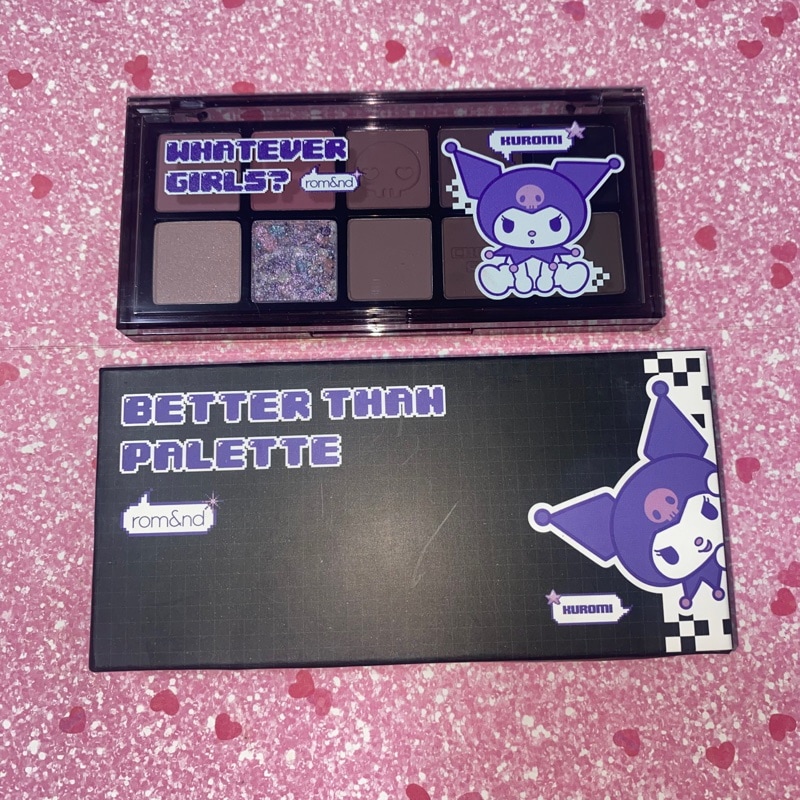 WHATEVER
GIRLS?
rom&nd
KUROMI
BETTER THAN
PALETTE
rom&nd
KUROMI